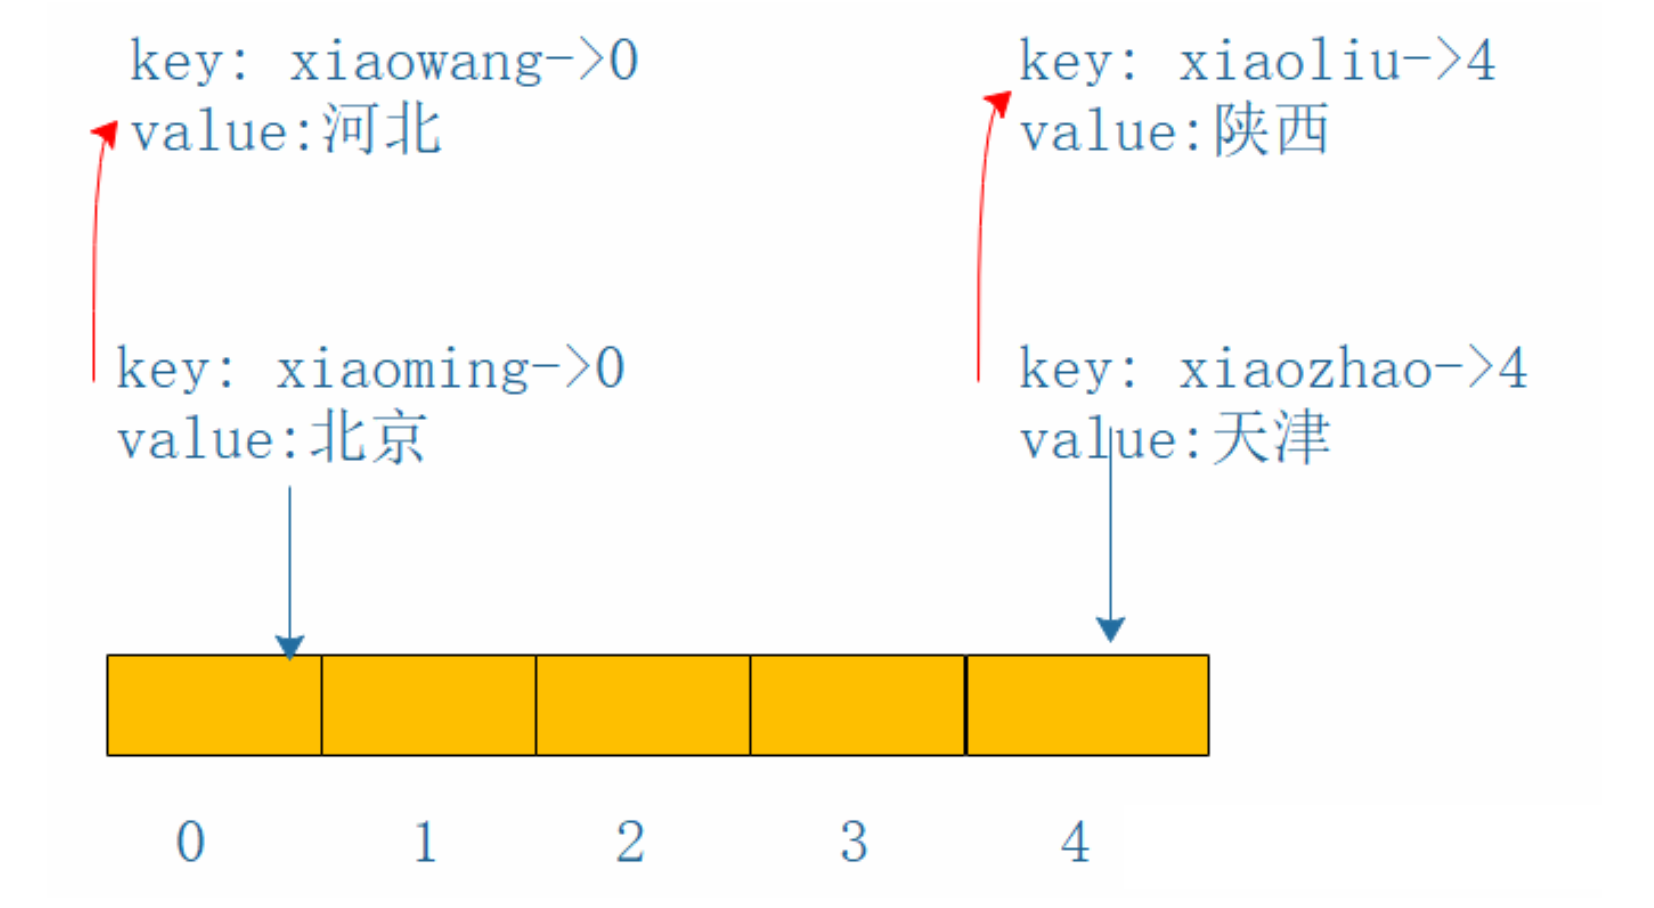 key: xiaowang->0
value:河北
key: xiaoliu->4
value:陕西
key: xiaoming->0
value:北京
key: xiaozhao->4
value:天津
0 1 2 3 4